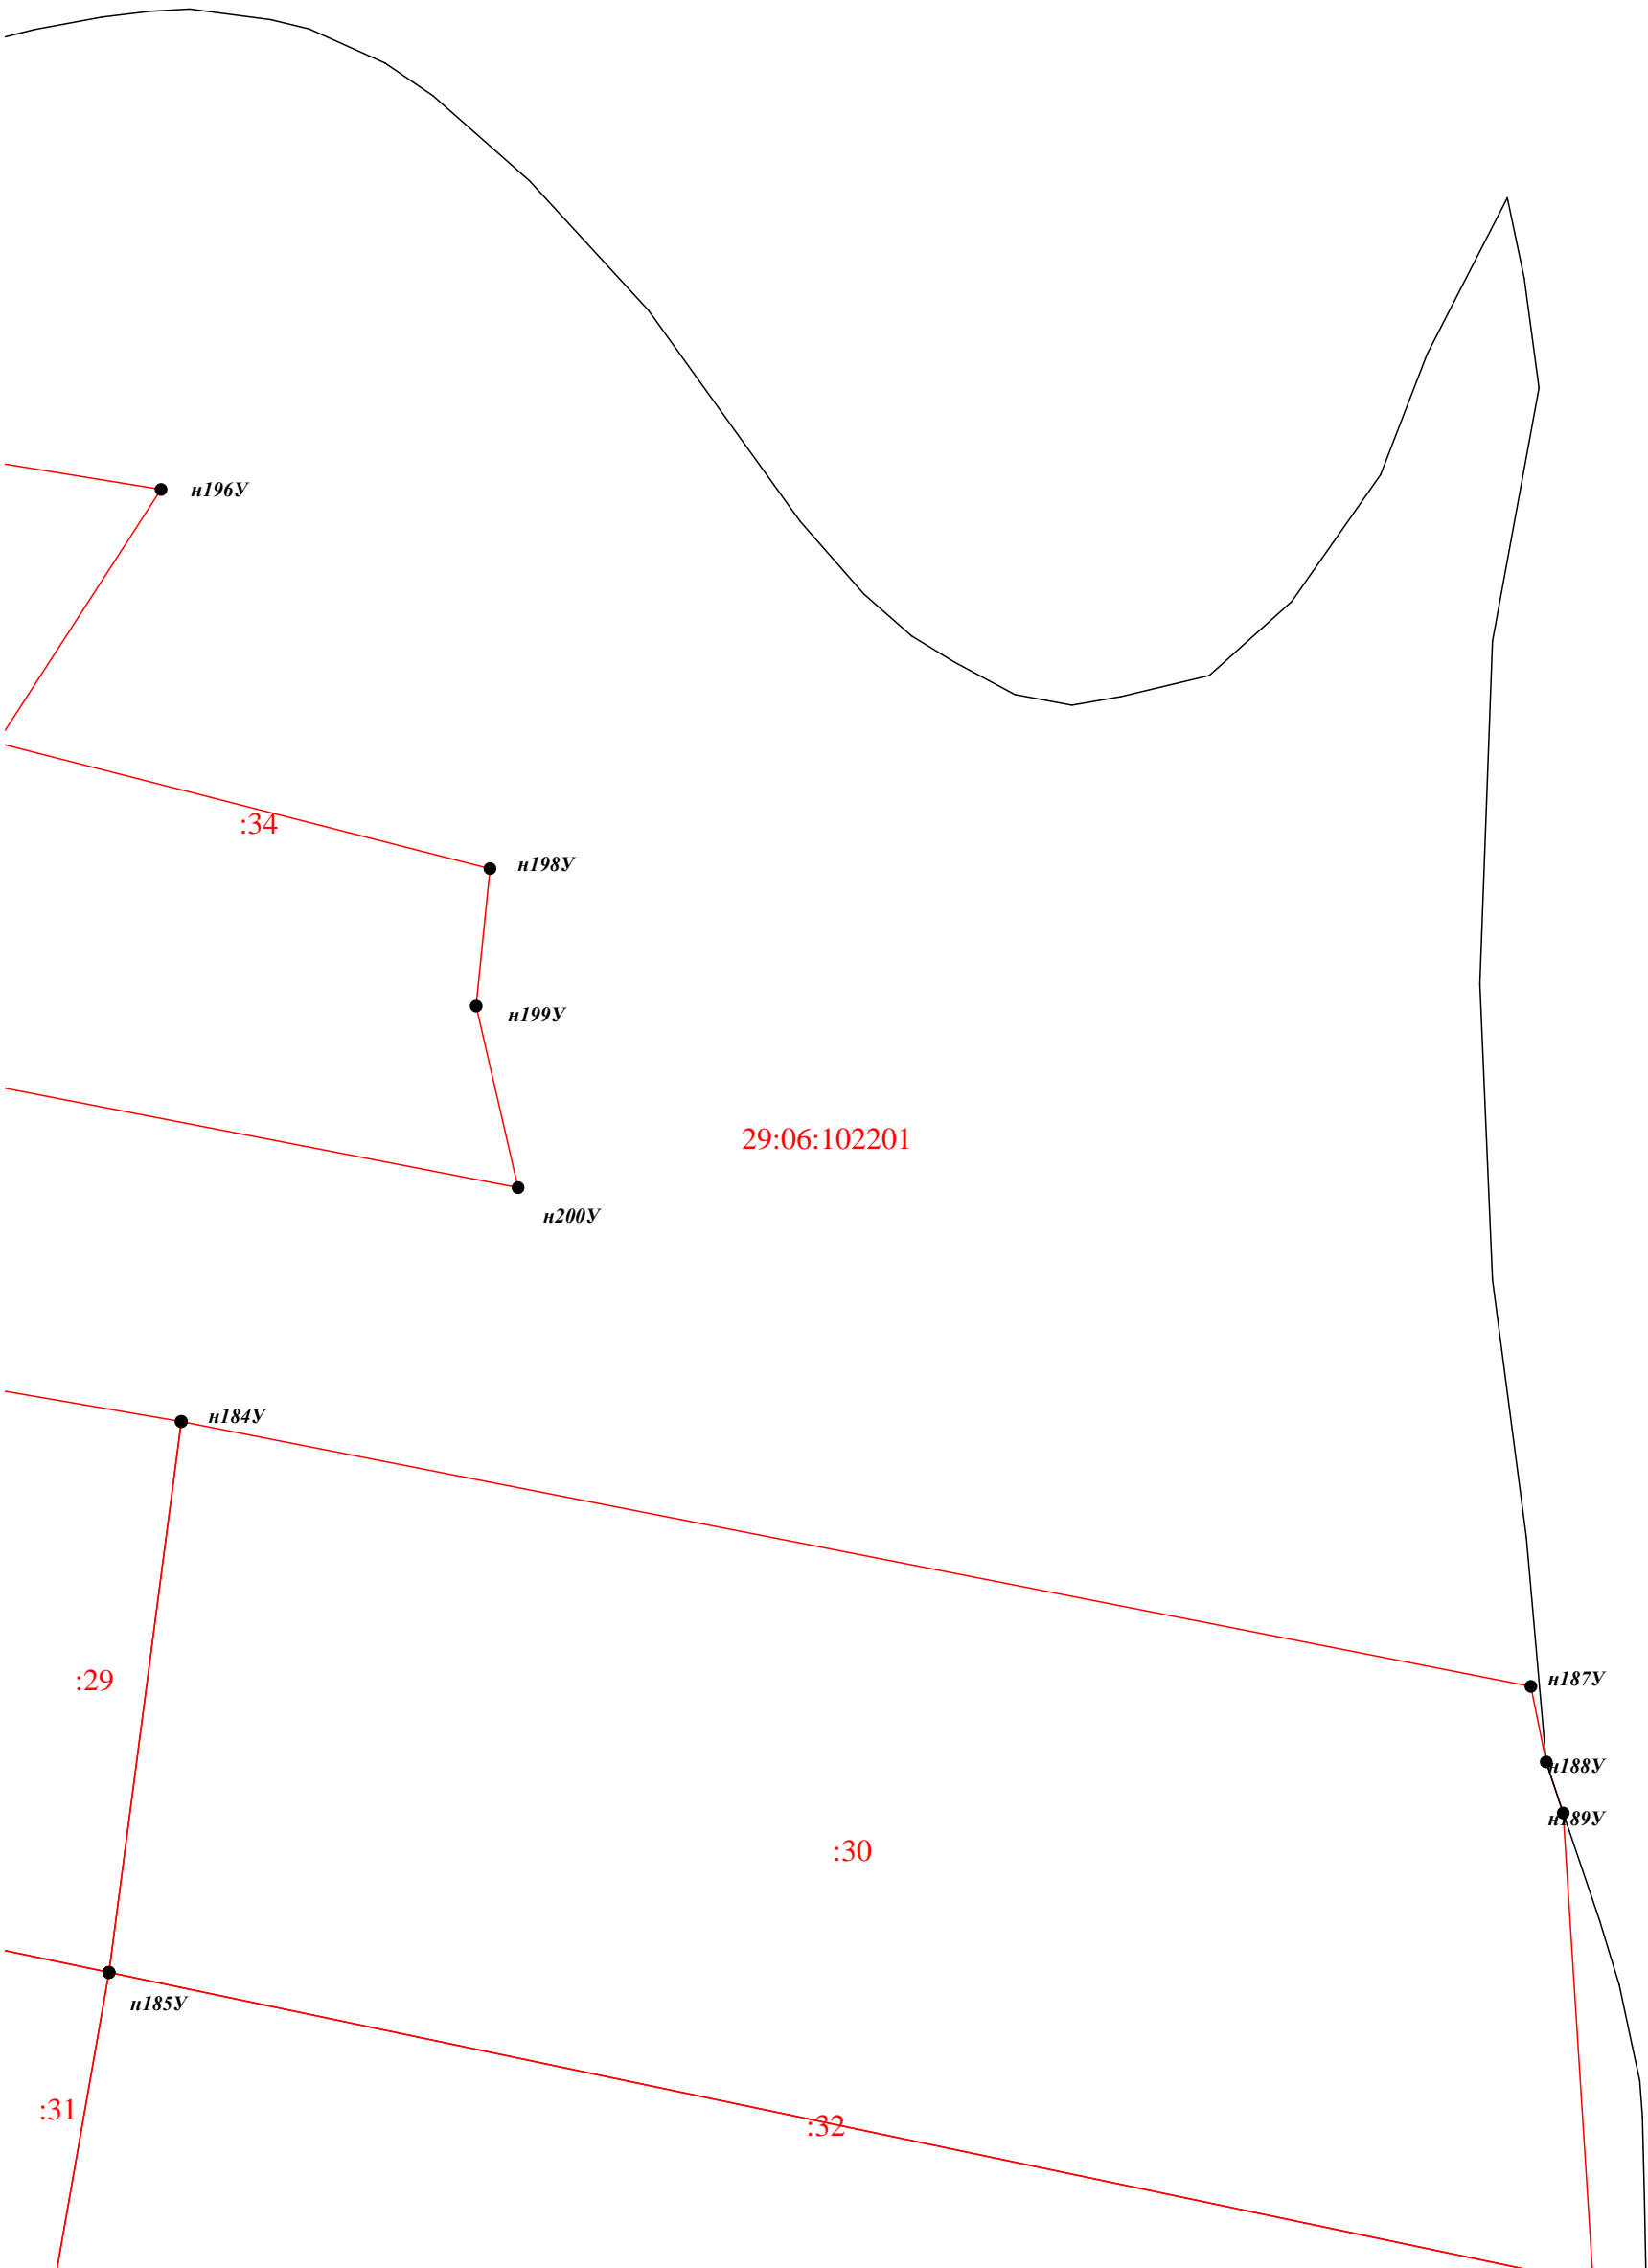 н196У
:34
н198У
н199У
29:06:102201
н200У
н184У
:29
н187У
н188У
н189У
:30
н185У
:31
:32